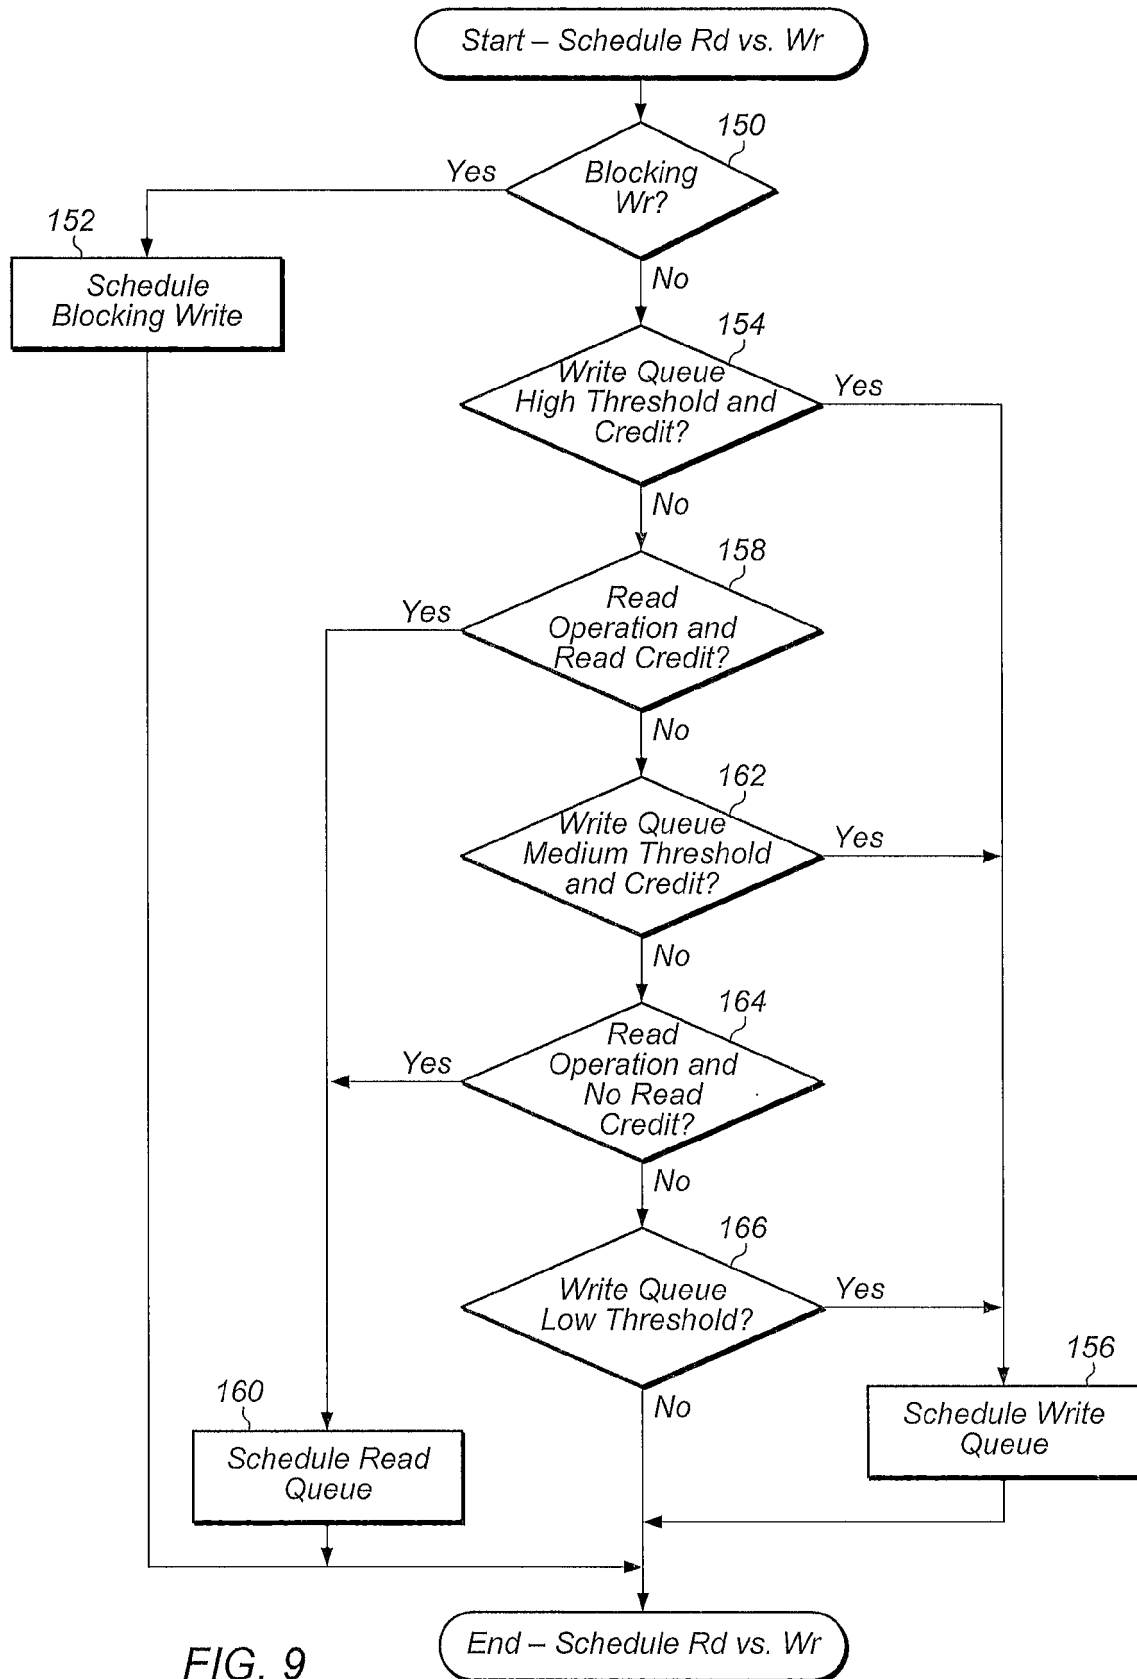 Start – Schedule Rd vs. Wr
150
Yes
Blocking
Wr?
152
No
Schedule
Blocking Write
154
Write Queue
High Threshold and
Credit?
Yes
No
158
Yes
Read
Operation and
Read Credit?
No
162
Write Queue
Medium Threshold
and Credit?
Yes
No
164
Yes
Read
Operation and
No Read
Credit?
No
166
Write Queue
Low Threshold?
Yes
156
160
No
Schedule Write
Queue
Schedule Read
Queue
End – Schedule Rd vs. Wr
FIG. 9